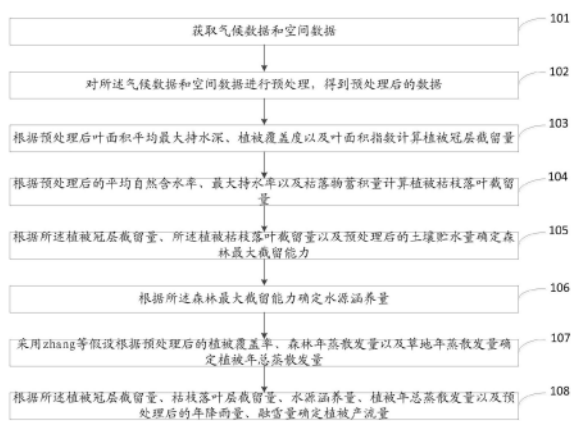 获取气候数据和空间数据
101
对所述气候数据和空间数据进行预处理，得到预处理后的数据
102
根据预处理后叶面积平均最大持水深、植被覆盖度以及叶面积指数计算植被冠层截留量
103
根据预处理后的平均自然含水率、最大持水率以及枯落物蓄积量计算植被枯枝落叶截留
量
104
根据所述植被冠层截留量、所述植被枯枝落叶截留量以及预处理后的土壤贮水量确定森
林最大截留能力
105
根据所述森林最大截留能力确定水源涵养量
106
采用zhang等假设根据预处理后的植被覆盖率、森林年蒸散发量以及草地年蒸散发量确
定植被年总蒸散发量
107
根据所述植被冠层截留量、枯枝落叶层截留量、水源涵养量、植被年总蒸散发量以及预
处理后的年降雨量、融雪量确定植被产流量
108